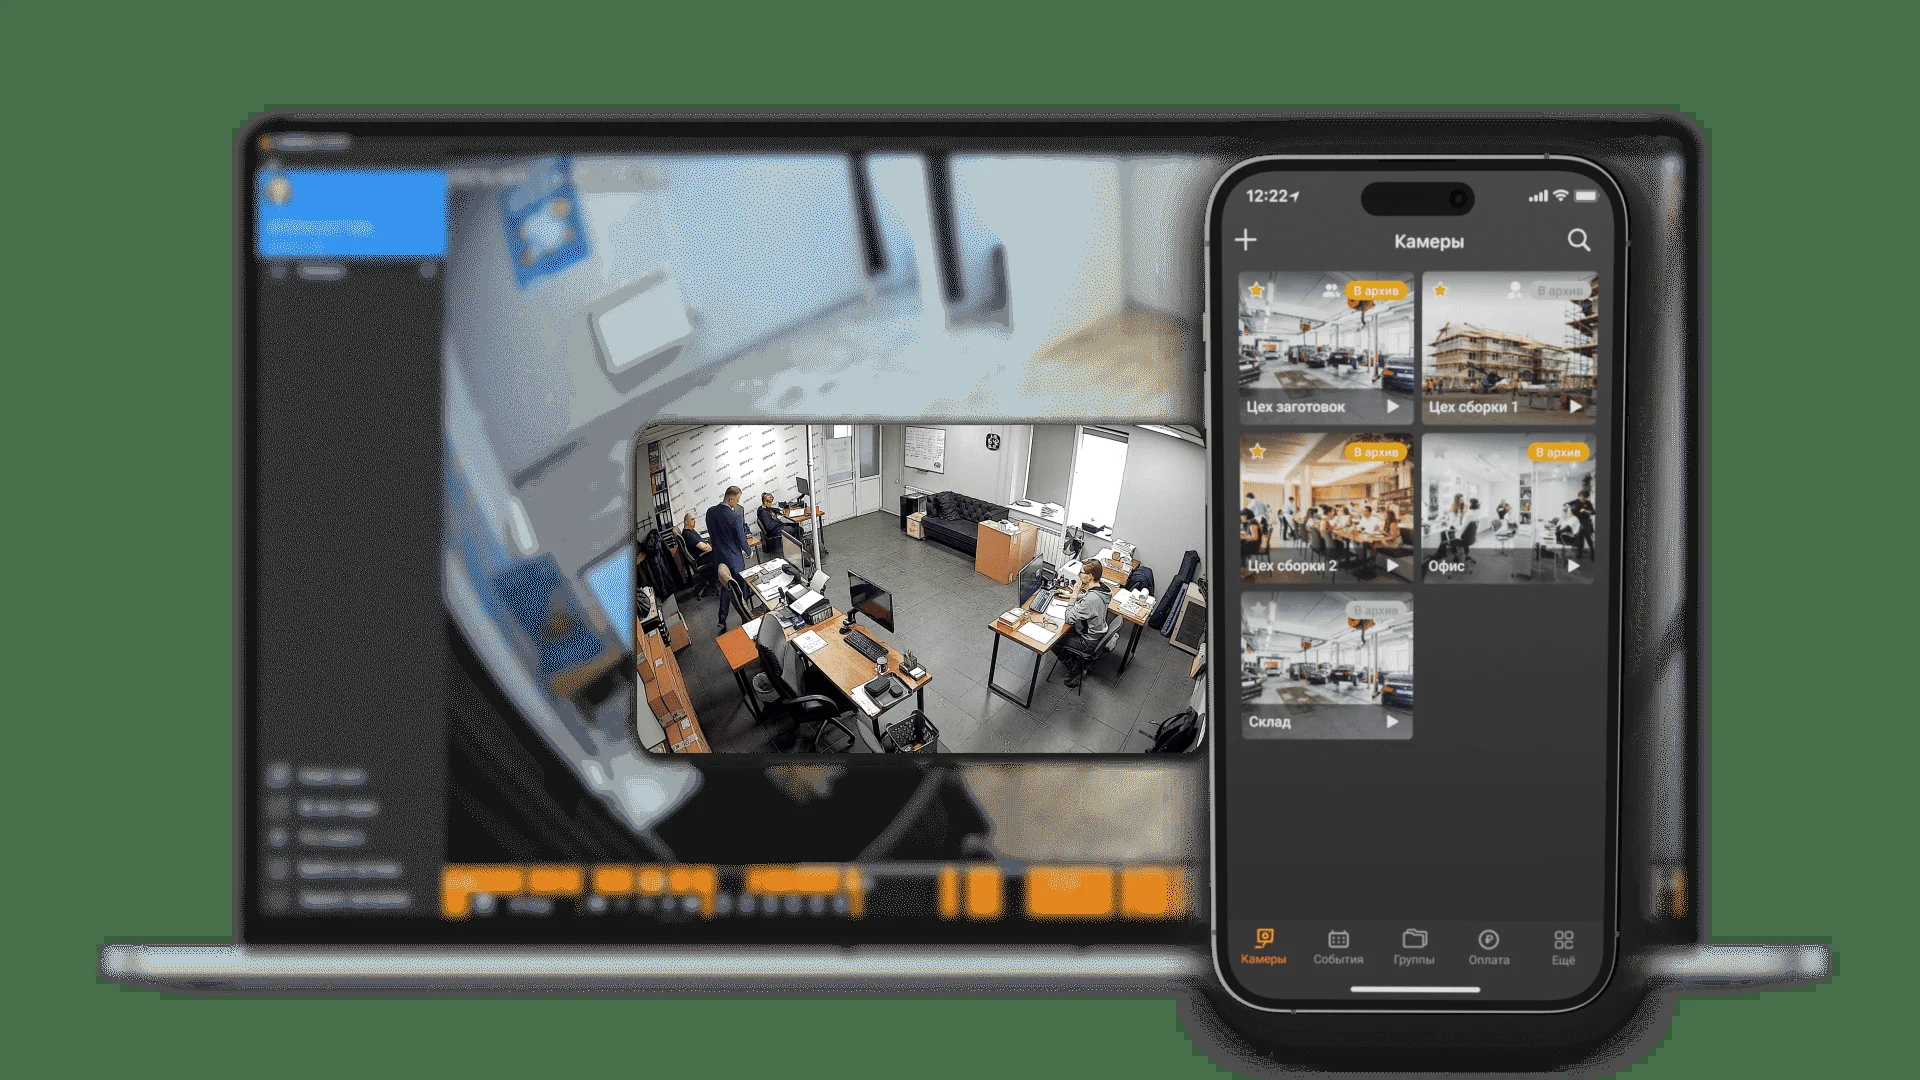 12:22
Камеры
В архив
В архив
Цех заготовок
Цех сборки 1
В архив
В архив
Цех сборки 2
Офис
В архив
Склад
Камеры
События
Группы
Оплата
Ещё